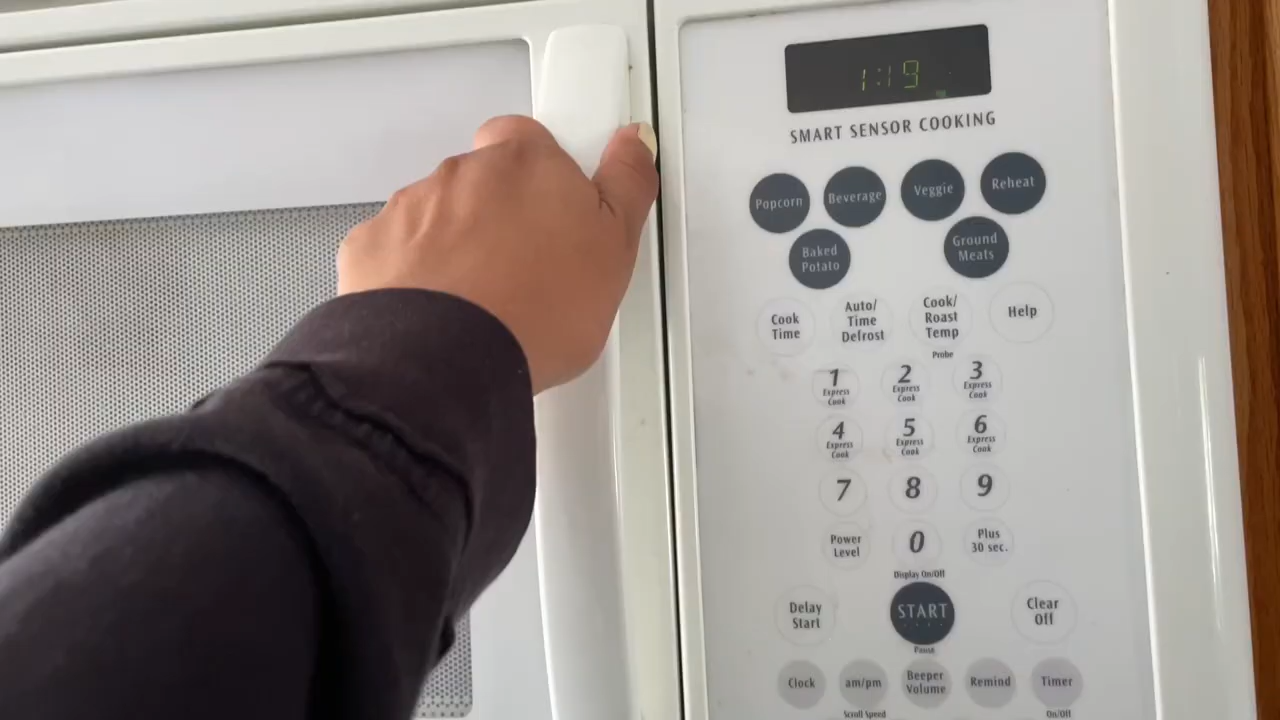 1:19
SMART SENSOR COOKING
Popcorn
Beverage
Veggie
Reheat
Baked
Potato
Ground
Meats
Cook
Time
Auto/
Time
Defrost
Cook/
Roast
Temp
Help
Probe
1
Express
Cook
2
Express
Cook
3
Express
Cook
4
Express
Cook
5
Express
Cook
6
Express
Cook
7
8
9
Power
Level
0
Plus
30 sec.
Display On/Off
Delay
Start
START
Clear
Off
Pause
Clock
am/pm
Beeper
Volume
Remind
Timer
Scroll Speed
On/Off